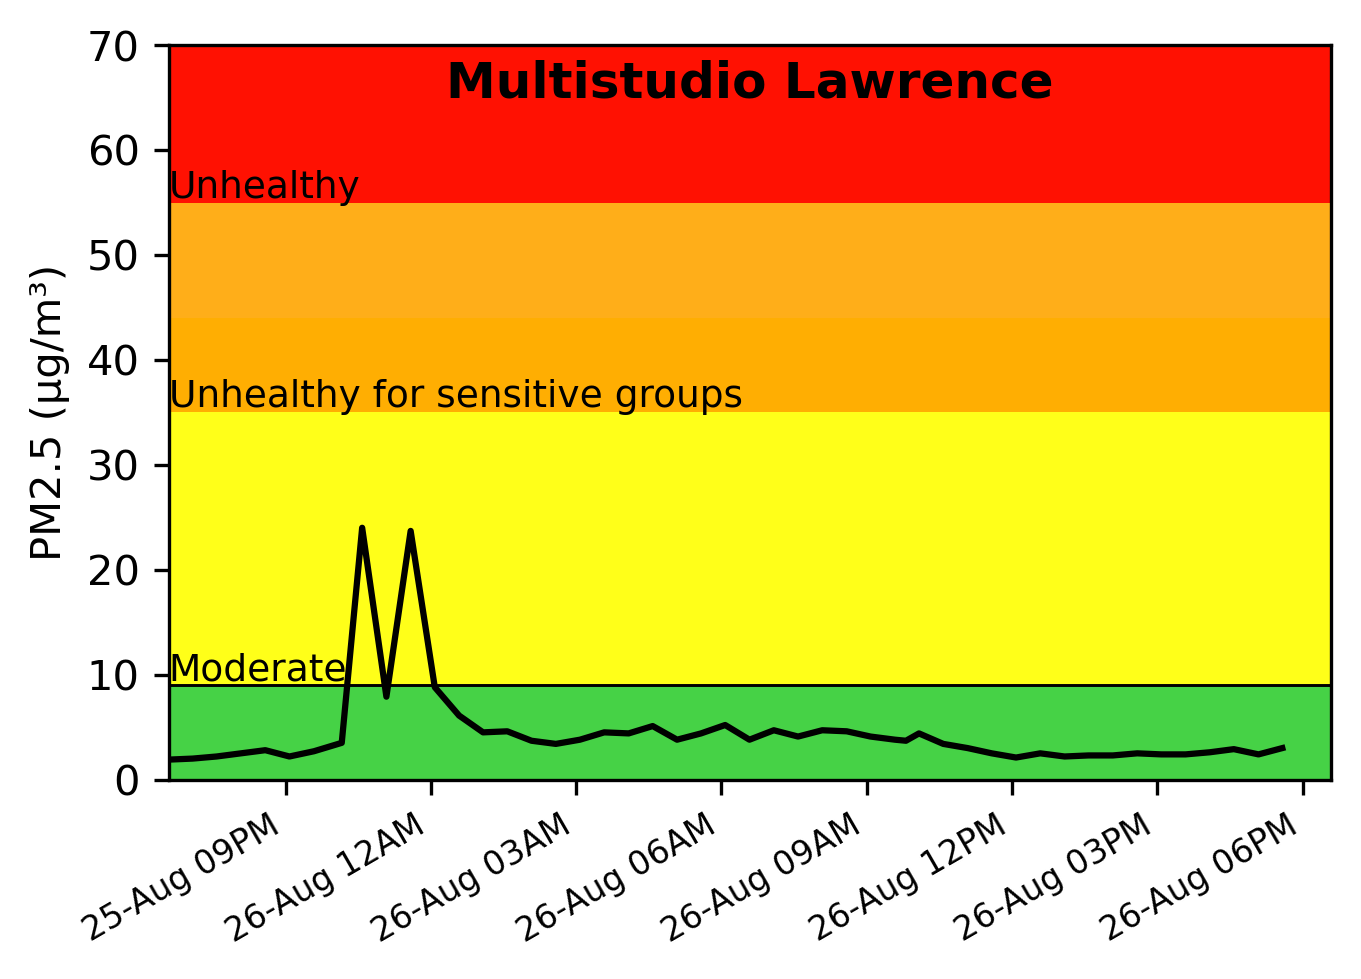 Multistudio Lawrence
70
60
50
40
30
20
10
0
PM2.5 (µg/m³)
Unhealthy
Unhealthy for sensitive groups
Moderate
25-Aug 09PM
26-Aug 12AM
26-Aug 03AM
26-Aug 06AM
26-Aug 09AM
26-Aug 12PM
26-Aug 03PM
26-Aug 06PM